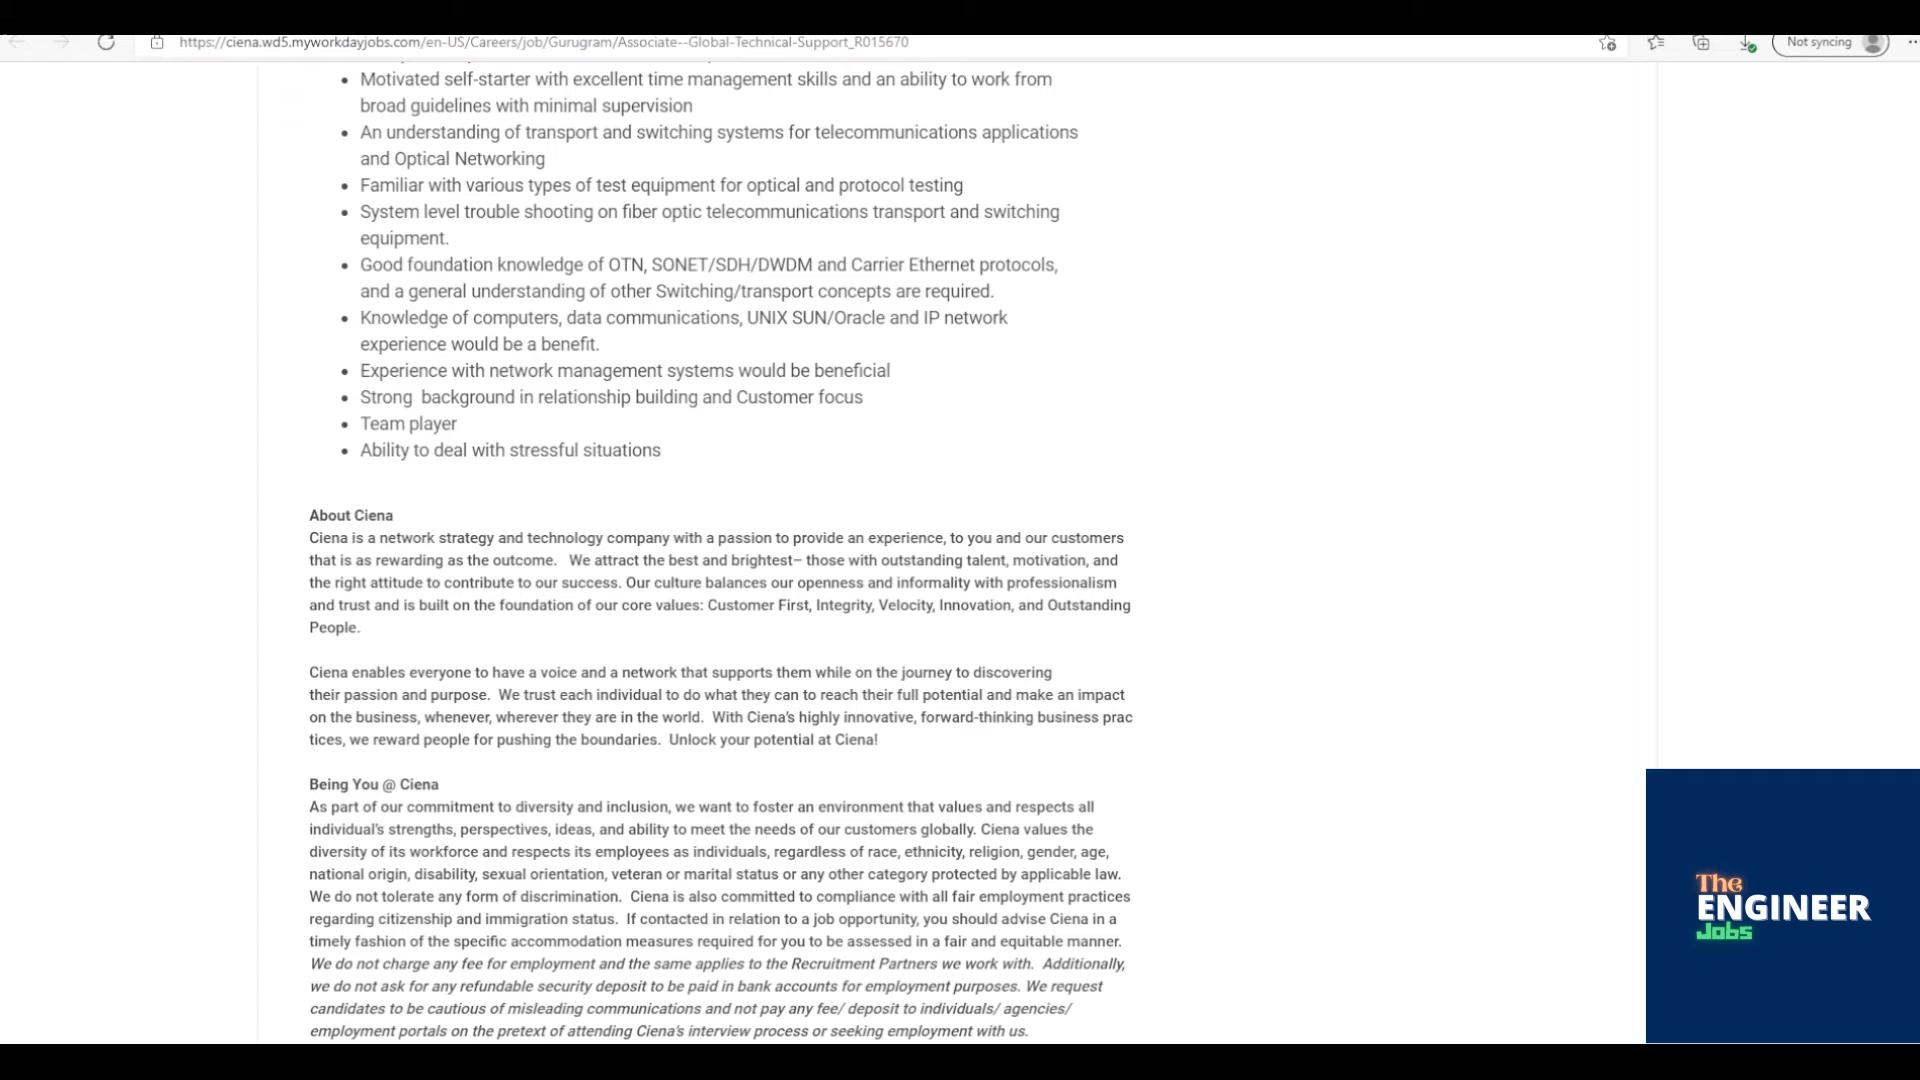 https://ciena.wd5.myworkdayjobs.com/en-US/Careers/job/Gurugram/Associate--Global-Technical-Support_R015670
Not syncing
• Motivated self-starter with excellent time management skills and an ability to work from
broad guidelines with minimal supervision
• An understanding of transport and switching systems for telecommunications applications
and Optical Networking
• Familiar with various types of test equipment for optical and protocol testing
• System level trouble shooting on fiber optic telecommunications transport and switching
equipment.
• Good foundation knowledge of OTN, SONET/SDH/DWDM and Carrier Ethernet protocols,
and a general understanding of other Switching/transport concepts are required.
• Knowledge of computers, data communications, UNIX SUN/Oracle and IP network
experience would be a benefit.
• Experience with network management systems would be beneficial
• Strong  background in relationship building and Customer focus
• Team player
• Ability to deal with stressful situations
About Ciena
Ciena is a network strategy and technology company with a passion to provide an experience, to you and our customers
that is as rewarding as the outcome.   We attract the best and brightest– those with outstanding talent, motivation, and
the right attitude to contribute to our success. Our culture balances our openness and informality with professionalism
and trust and is built on the foundation of our core values: Customer First, Integrity, Velocity, Innovation, and Outstanding
People.
Ciena enables everyone to have a voice and a network that supports them while on the journey to discovering
their passion and purpose.  We trust each individual to do what they can to reach their full potential and make an impact
on the business, whenever, wherever they are in the world.  With Ciena’s highly innovative, forward-thinking business prac
tices, we reward people for pushing the boundaries.  Unlock your potential at Ciena!
Being You @ Ciena
As part of our commitment to diversity and inclusion, we want to foster an environment that values and respects all
individual’s strengths, perspectives, ideas, and ability to meet the needs of our customers globally. Ciena values the
diversity of its workforce and respects its employees as individuals, regardless of race, ethnicity, religion, gender, age,
national origin, disability, sexual orientation, veteran or marital status or any other category protected by applicable law.
We do not tolerate any form of discrimination.  Ciena is also committed to compliance with all fair employment practices
regarding citizenship and immigration status.  If contacted in relation to a job opportunity, you should advise Ciena in a
timely fashion of the specific accommodation measures required for you to be assessed in a fair and equitable manner.
We do not charge any fee for employment and the same applies to the Recruitment Partners we work with.  Additionally,
we do not ask for any refundable security deposit to be paid in bank accounts for employment purposes. We request
candidates to be cautious of misleading communications and not pay any fee/ deposit to individuals/ agencies/
employment portals on the pretext of attending Ciena’s interview process or seeking employment with us.
The
ENGINEER
Jobs